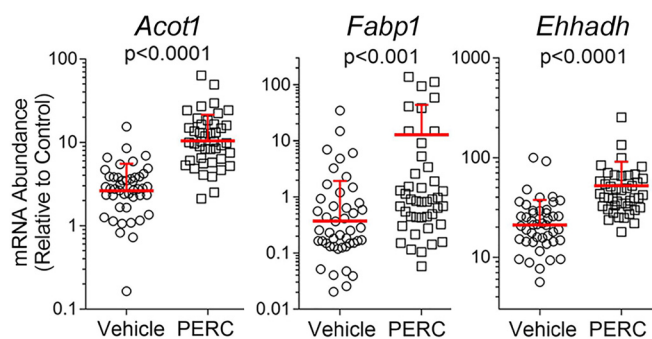 Acot1 Fabp1 Ehhadh
p<0.0001 p<0.001 p<0.0001
mRNA Abundance
(Relative to Control)
100
10
1
0.1
100
10
1
0.1
0.01
1000
100
10
Vehicle PERC Vehicle PERC Vehicle PERC